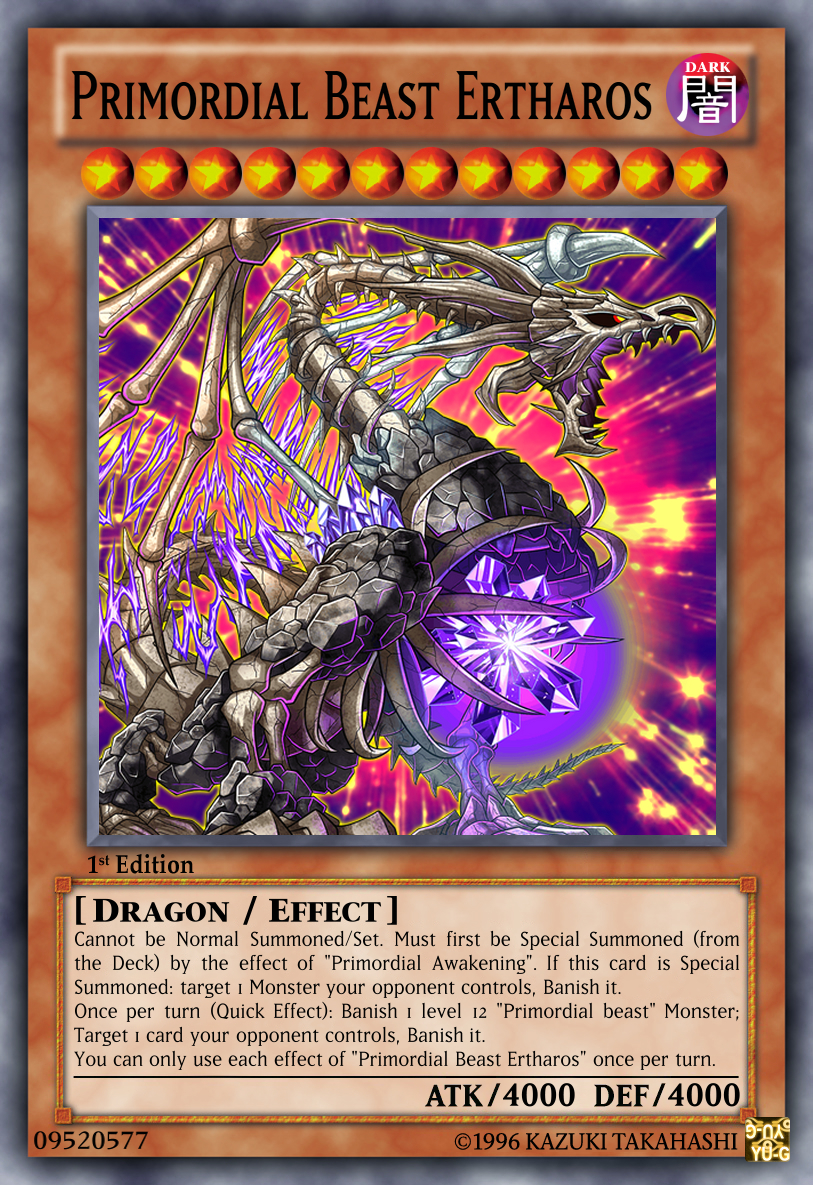 PRIMORDIAL BEAST ERTHAROS
DARK
闇
1st Edition
[ DRAGON / EFFECT ]
Cannot be Normal Summoned/Set. Must first be Special Summoned (from
the Deck) by the effect of "Primordial Awakening". If this card is Special
Summoned: target 1 Monster your opponent controls, Banish it.
Once per turn (Quick Effect): Banish 1 level 12 "Primordial beast" Monster;
Target 1 card your opponent controls, Banish it.
You can only use each effect of "Primordial Beast Ertharos" once per turn.
ATK/4000 DEF/4000
09520577
©1996 KAZUKI TAKAHASHI